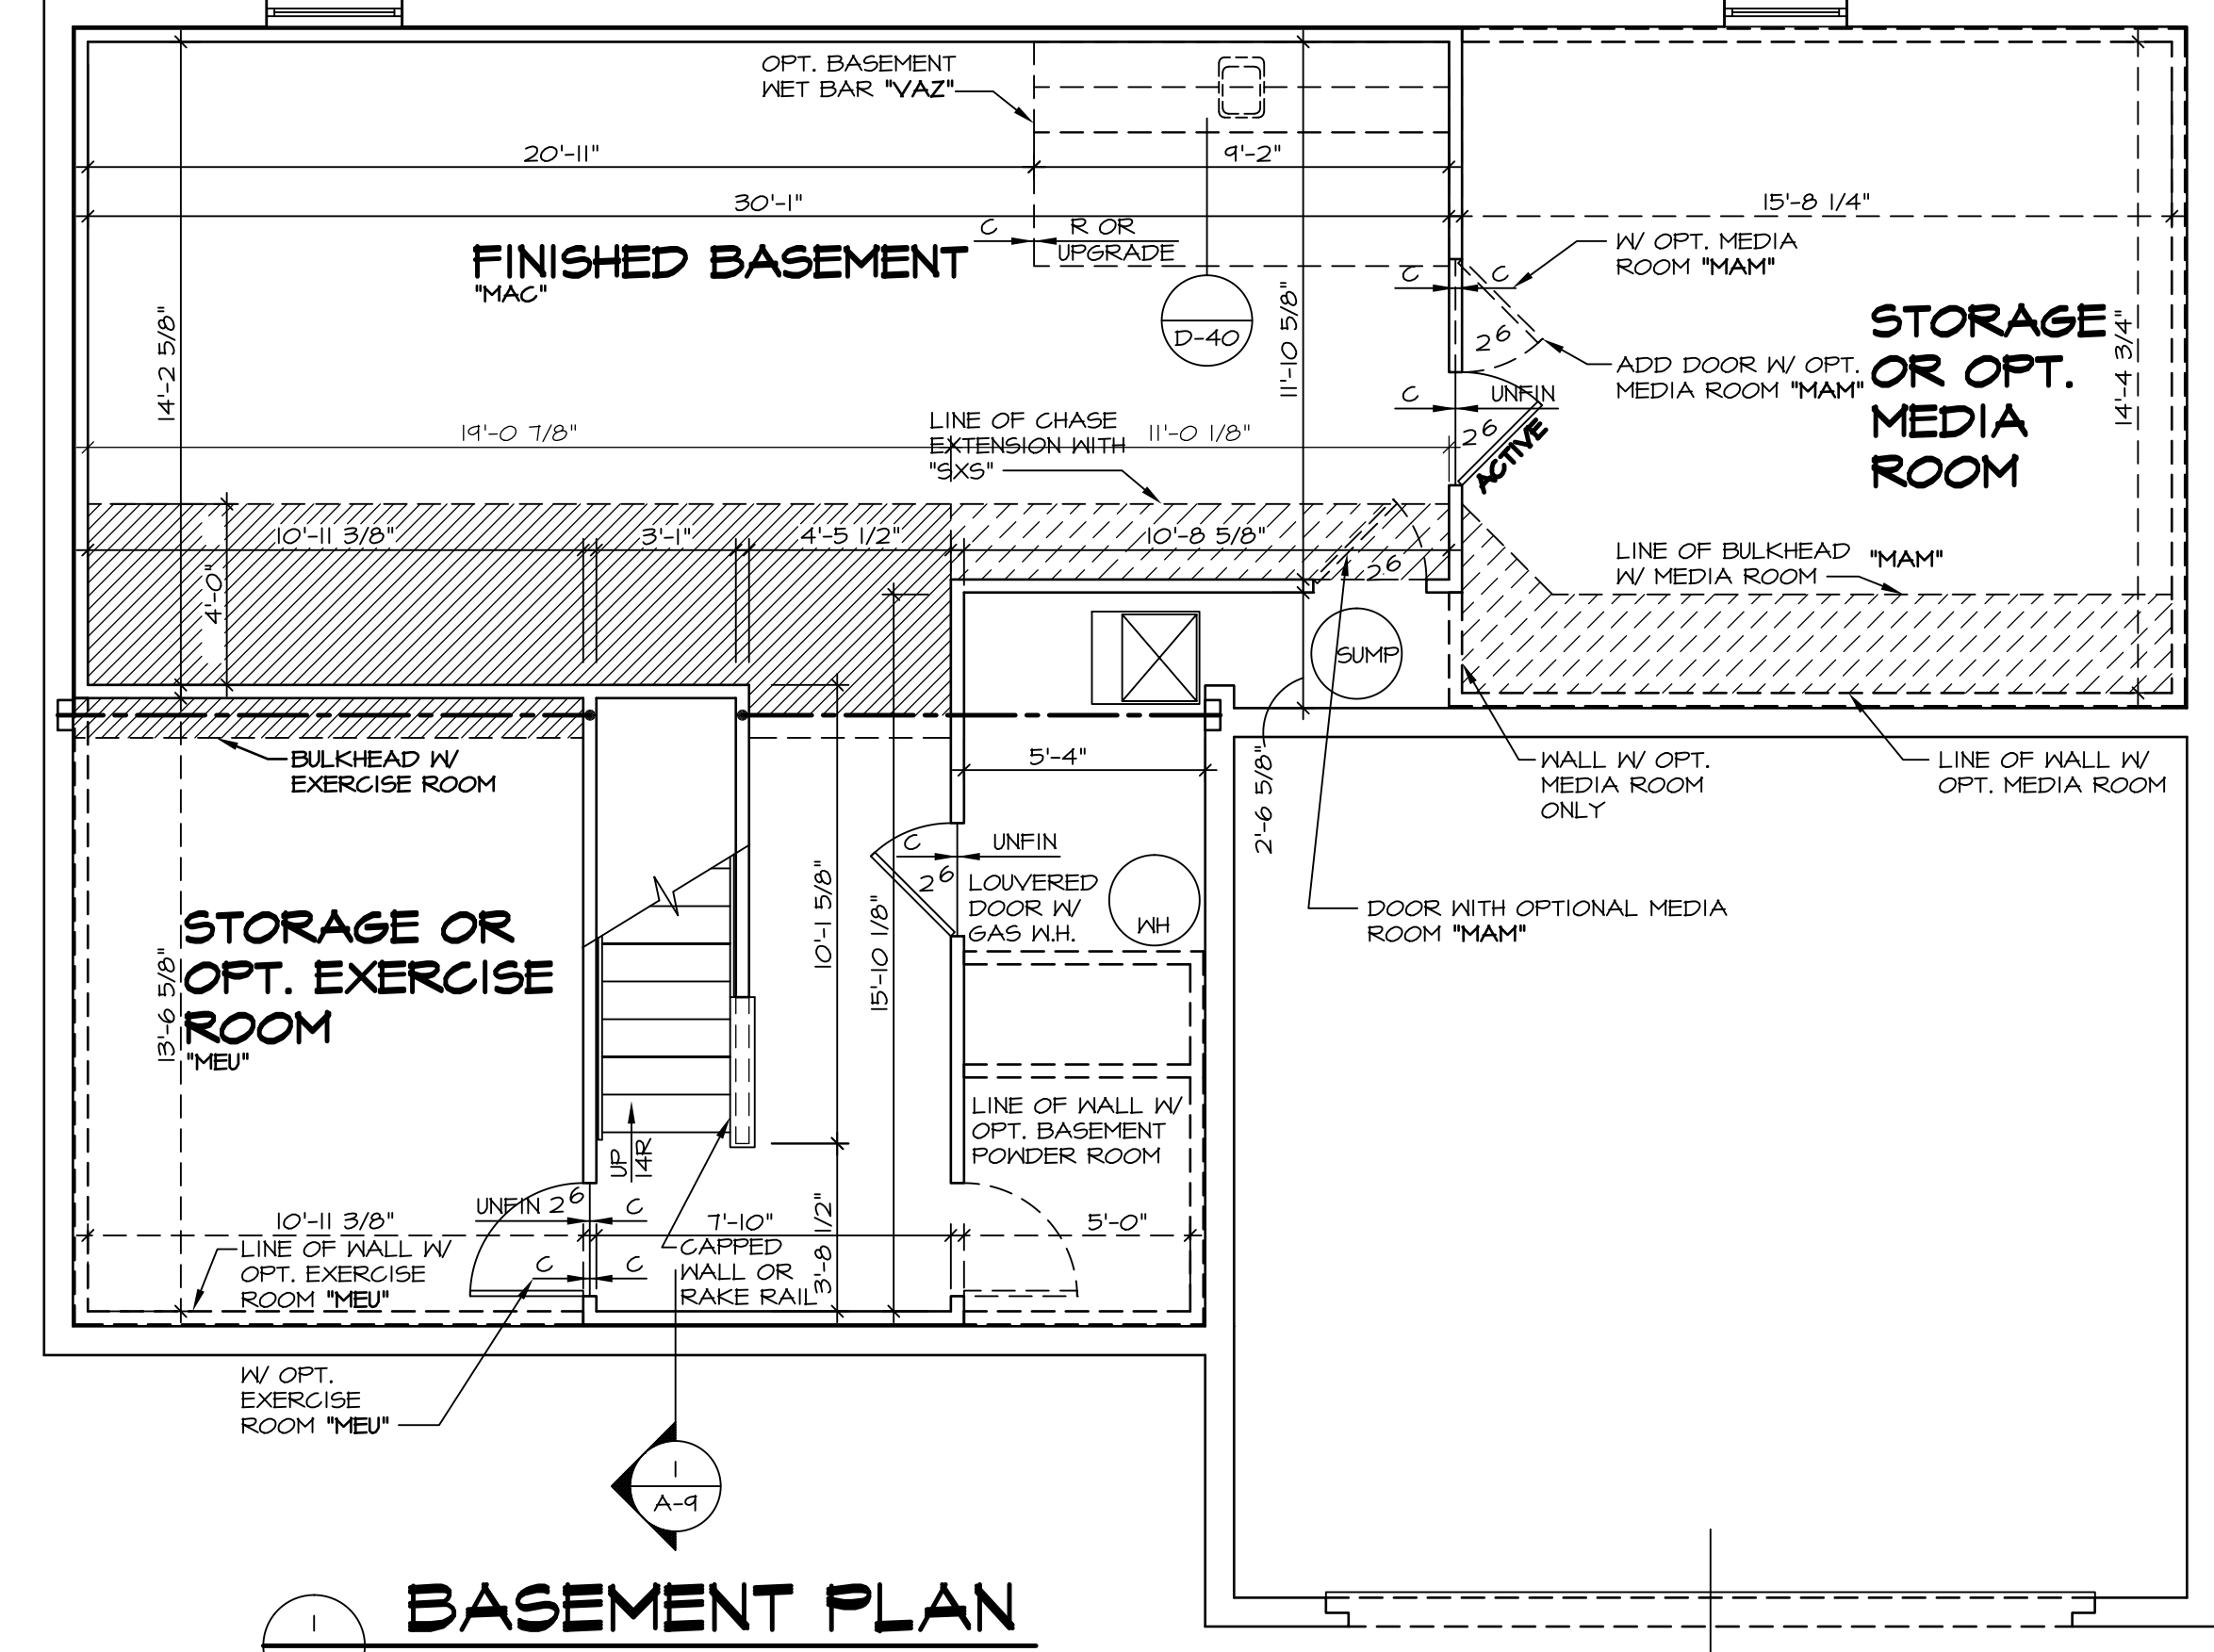 OPT. BASEMENT
WET BAR "VAZ"
20'-11"
9'-2"
30'-1"
15'-8 1/4"
C
R OR
UPGRADE
FINISHED BASEMENT
"MAC"
W/ OPT. MEDIA
ROOM "MAM"
C
C
14'-2 5/8"
11'-10 5/8"
D-40
2 6
STORAGE
OR OPT.
MEDIA
ROOM
14'-4 3/4"
ADD DOOR W/ OPT.
MEDIA ROOM "MAM"
C
UNFIN
2 6
ACTIVE
LINE OF CHASE
EXTENSION WITH
"SXS"
19'-0 7/8"
11'-0 1/8"
10'-11 3/8"
3'-1"
4'-5 1/2"
10'-8 5/8"
4'-0"
2 6
LINE OF BULKHEAD
W/ MEDIA ROOM
"MAM"
SUMP
BULKHEAD W/
EXERCISE ROOM
5'-4"
2'-6 5/8"
WALL W/ OPT.
MEDIA ROOM
ONLY
LINE OF WALL W/
OPT. MEDIA ROOM
C
UNFIN
2 6
LOUVERED
DOOR W/
GAS W.H.
WH
DOOR WITH OPTIONAL MEDIA
ROOM "MAM"
STORAGE OR
OPT. EXERCISE
ROOM
"MEU"
13'-6 5/8"
10'-1 5/8"
15'-10 1/8"
LINE OF WALL W/
OPT. BASEMENT
POWDER ROOM
UP
14R
UNFIN
2 6
C
10'-11 3/8"
7'-10"
3'-8 1/2"
5'-0"
LINE OF WALL W/
OPT. EXERCISE
ROOM "MEU"
C
C
CAPPED
WALL OR
RAKE RAIL
W/ OPT.
EXERCISE
ROOM "MEU"
1
A-9
1
BASEMENT PLAN